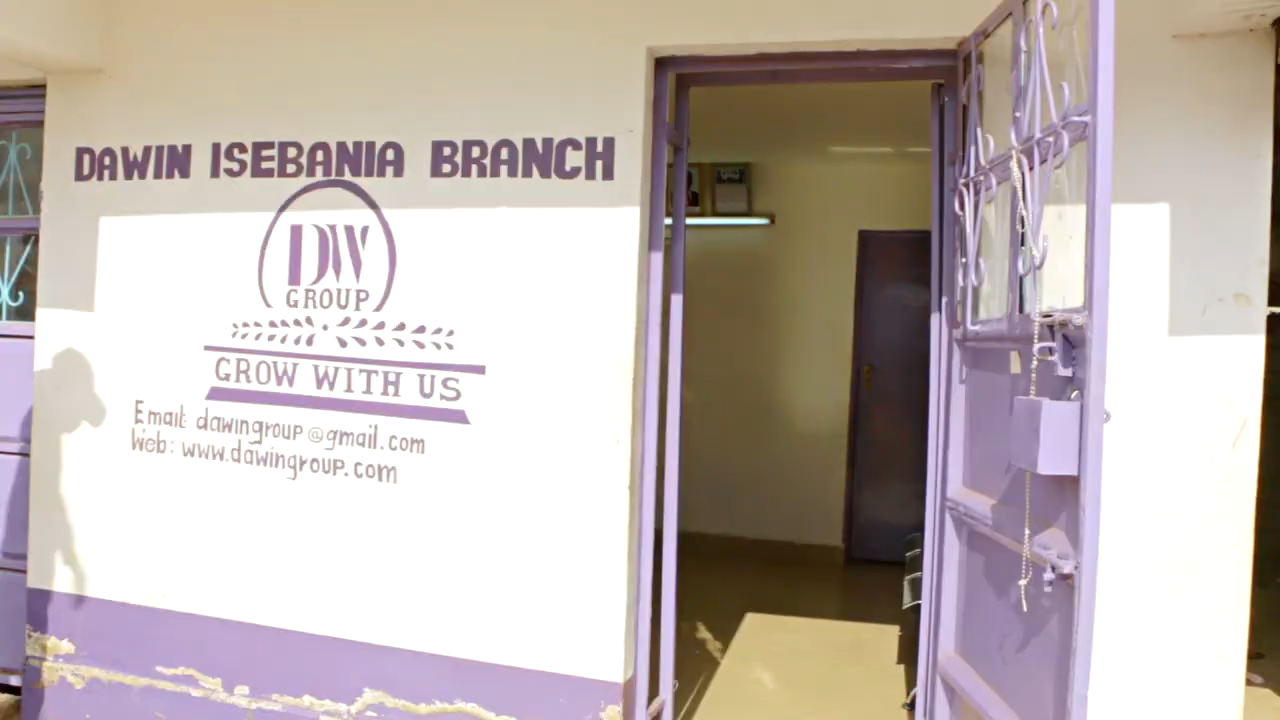 DAWIN ISEBANIA BRANCH
DW
GROUP
GROW WITH US
Email: dawingroup@gmail.com
Web: www.dawingroup.com